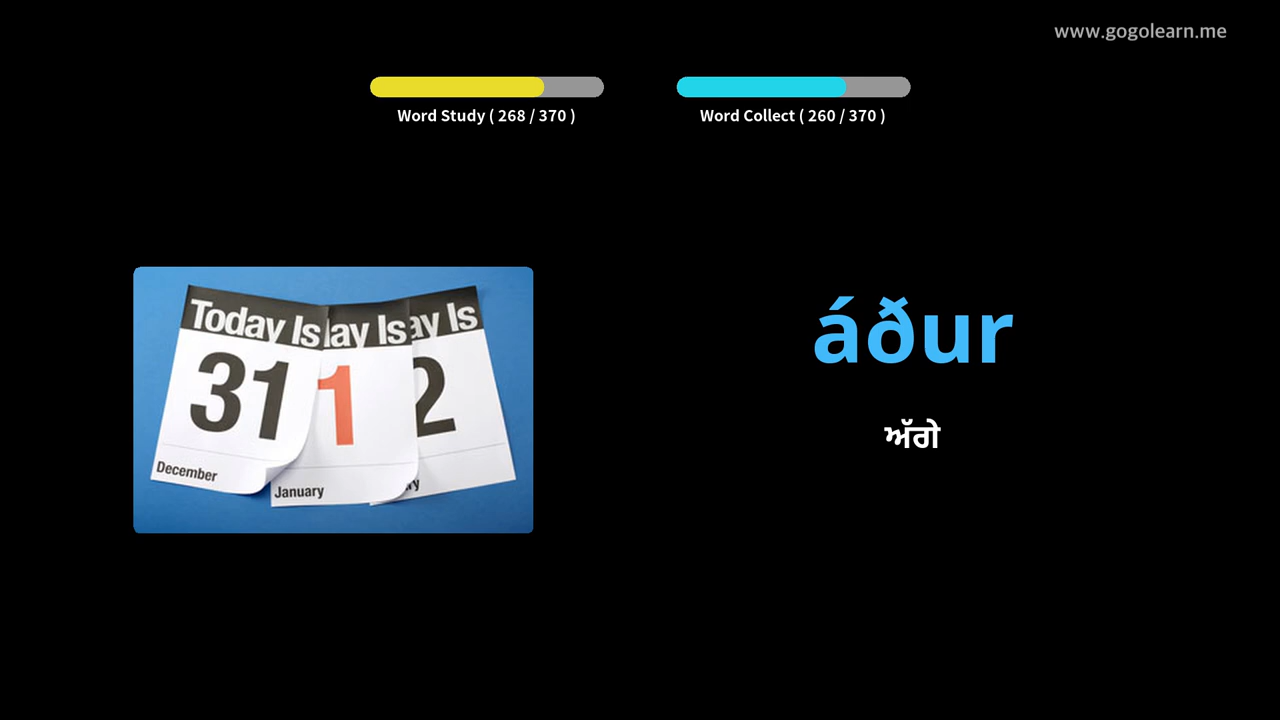 www.gogolearn.me
Word Study ( 268 / 370 )
Word Collect ( 260 / 370 )
Today Is
31
December
lay Is
1
January
ay Is
2
ry
áður
ਅੱਗੇ